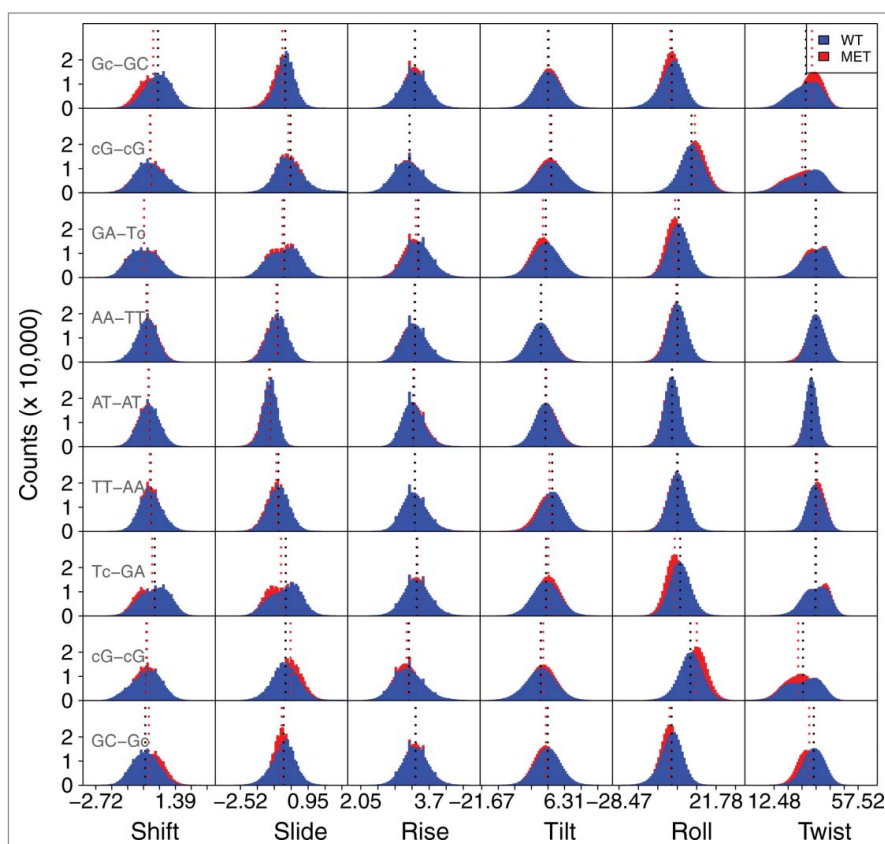 WT
MET
Counts (x 10,000)
Gc-GC
2
1
0
cG-cG
2
1
0
GA-Tc
2
1
0
AA-TT
2
1
0
AT-AT
2
1
0
TT-AA
2
1
0
Tc-GA
2
1
0
cG-cG
2
1
0
GC-Gc
2
1
0
-2.72 1.39 -2.52 0.95 2.05 3.7 -21.67 6.31 -28.47 21.78 12.48 57.52
Shift Slide Rise Tilt Roll Twist